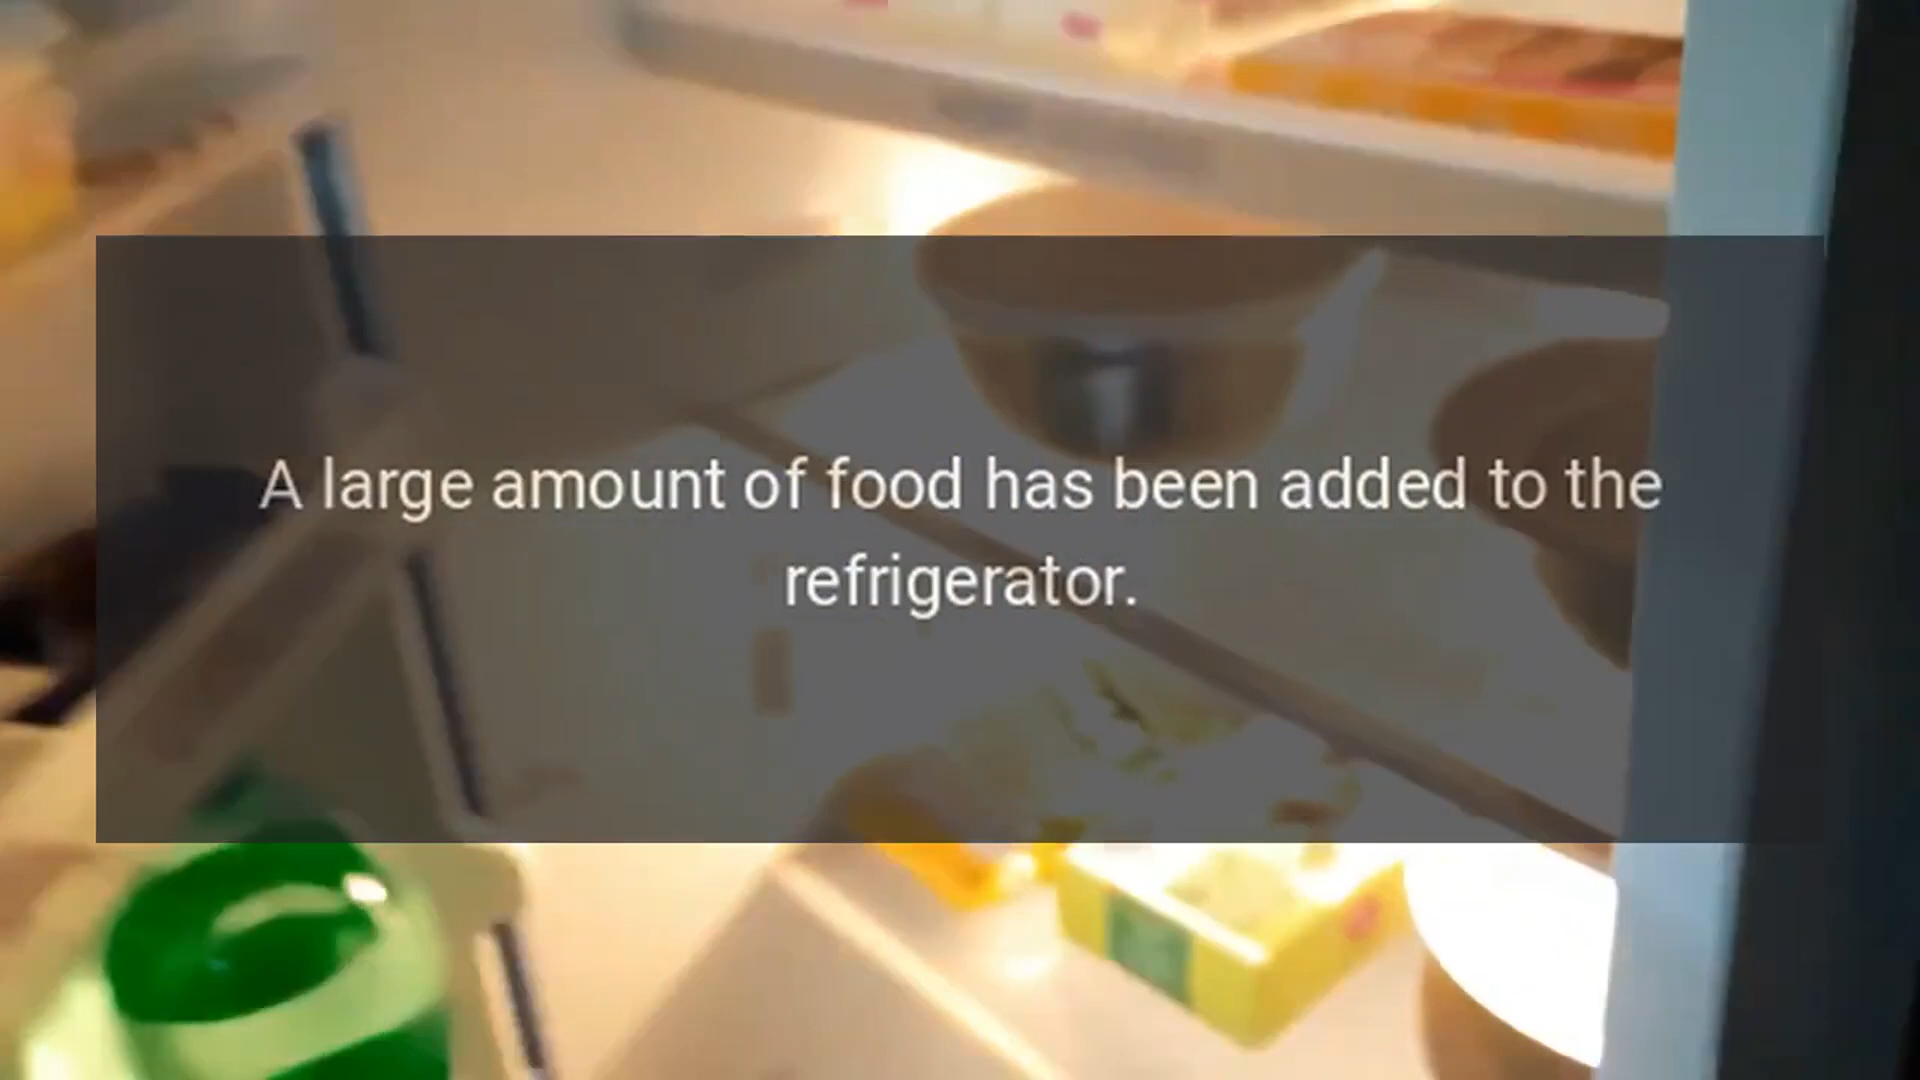 A large amount of food has been added to the
refrigerator.